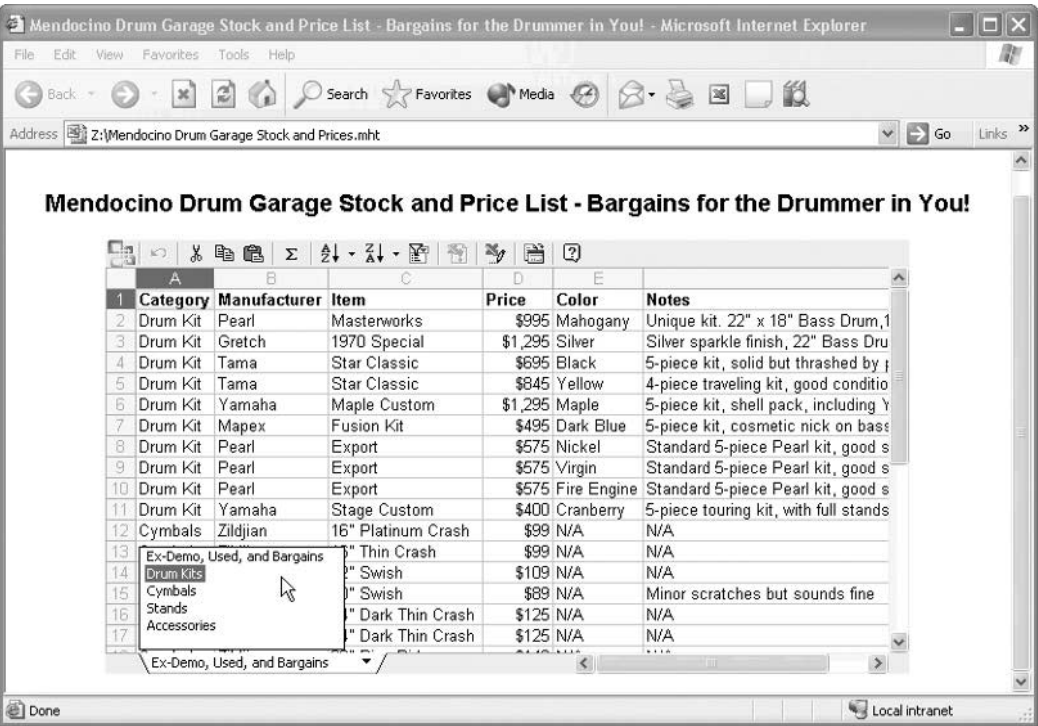 Mendocino Drum Garage Stock and Price List - Bargains for the Drummer in You! - Microsoft Internet Explorer
File Edit View Favorites Tools Help
Back Search Favorites Media
Address Z:\Mendocino Drum Garage Stock and Prices.mht Go Links »
Mendocino Drum Garage Stock and Price List - Bargains for the Drummer in You!
A B C D E
1 Category Manufacturer Item Price Color Notes
2 Drum Kit Pearl Masterworks $995 Mahogany Unique kit. 22" x 18" Bass Drum,1
3 Drum Kit Gretch 1970 Special $1,295 Silver Silver sparkle finish, 22" Bass Dru
4 Drum Kit Tama Star Classic $695 Black 5-piece kit, solid but thrashed by
5 Drum Kit Tama Star Classic $845 Yellow 4-piece traveling kit, good conditio
6 Drum Kit Yamaha Maple Custom $1,295 Maple 5-piece kit, shell pack, including
7 Drum Kit Mapex Fusion Kit $495 Dark Blue 5-piece kit, cosmetic nick on bass
8 Drum Kit Pearl Export $575 Nickel Standard 5-piece Pearl kit, good s
9 Drum Kit Pearl Export $575 Virgin Standard 5-piece Pearl kit, good s
10 Drum Kit Pearl Export $575 Fire Engine Standard 5-piece Pearl kit, good s
11 Drum Kit Yamaha Stage Custom $400 Cranberry 5-piece touring kit, with full stands
12 Cymbals Zildjian 16" Platinum Crash $99 N/A N/A
13 " Thin Crash $99 N/A N/A
14 " Swish $109 N/A N/A
15 " Swish $89 N/A Minor scratches but sounds fine
16 " Dark Thin Crash $125 N/A N/A
17 " Dark Thin Crash $125 N/A N/A
Ex-Demo, Used, and Bargains
Drum Kits
Cymbals
Stands
Accessories
Ex-Demo, Used, and Bargains
Done Local intranet